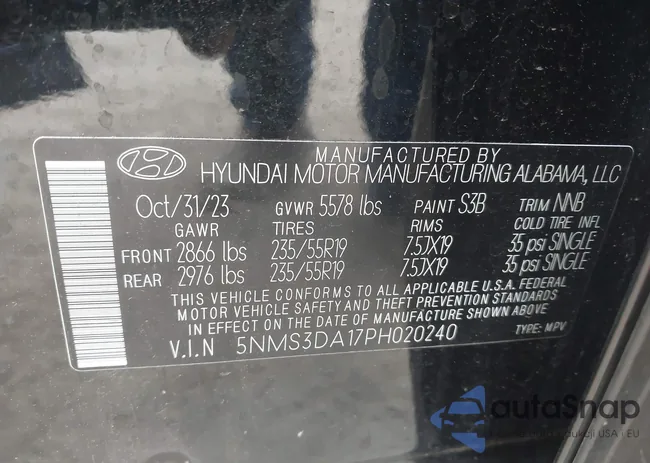 MANUFACTURED BY
HYUNDAI MOTOR MANUFACTURING ALABAMA, LLC
Oct/31/23 GVWR 5578 lbs PAINT S3B TRIM NNB
GAWR TIRES RIMS COLD TIRE INFL
FRONT 2866 lbs 235/55R19 7.5JX19 35 psi SINGLE
REAR 2976 lbs 235/55R19 7.5JX19 35 psi SINGLE
THIS VEHICLE CONFORMS TO ALL APPLICABLE U.S.A. FEDERAL
MOTOR VEHICLE SAFETY AND THEFT PREVENTION STANDARDS
IN EFFECT ON THE DATE OF MANUFACTURE SHOWN ABOVE
V.I.N 5NMS3DA17PH020240 TYPE: MPV
autoSnap
USA - EU